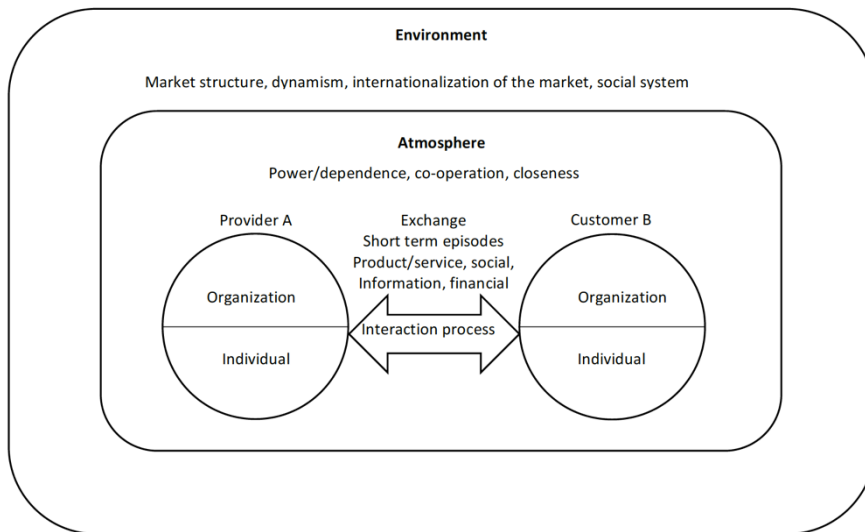 Environment
Market structure, dynamism, internationalization of the market, social system
Atmosphere
Power/dependence, co-operation, closeness
Provider A
Exchange
Customer B
Short term episodes
Product/service, social,
Information, financial
Organization
Organization
Interaction process
Individual
Individual